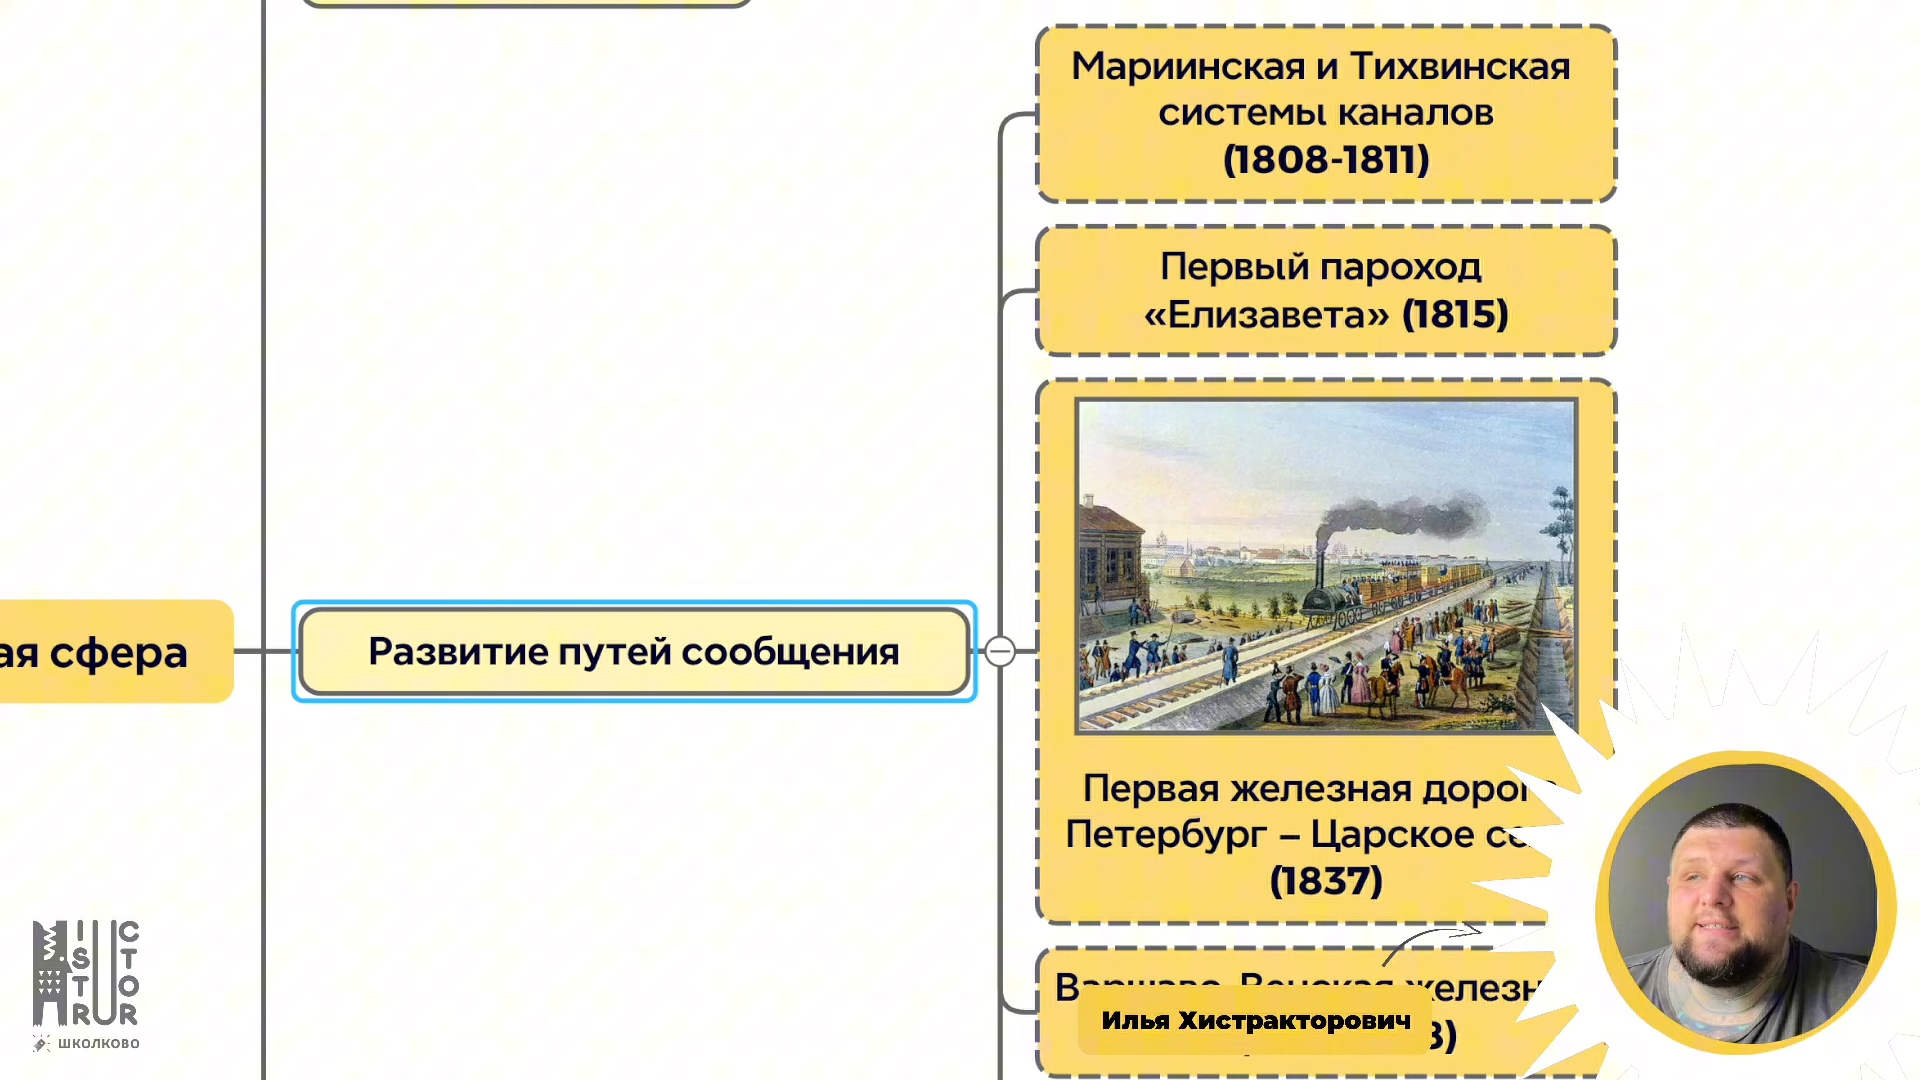 Мариинская и Тихвинская
системы каналов
(1808-1811)
Первый пароход
«Елизавета» (1815)
ая сфера
Развитие путей сообщения
Первая железная
Петербург – Царское
(1837)
Илья Хистракторович
HISTRUCTOR
ШКОЛКОВО